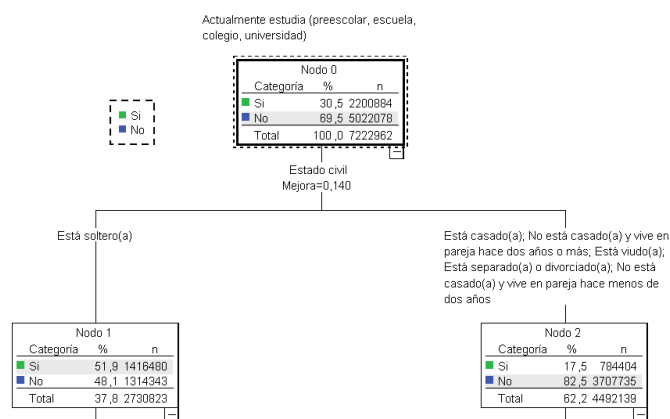 Actualmente estudia (preescolar, escuela,
colegio, universidad)
Nodo 0
Categoría % n
Si 30,5 2200884
No 69,5 5022078
Total 100,0 7222962
Si
No
Estado civil
Mejora=0,140
Está soltero(a)
Está casado(a); No está casado(a) y vive en
pareja hace dos años o más; Está viudo(a);
Está separado(a) o divorciado(a); No está
casado(a) y vive en pareja hace menos de
dos años
Nodo 1
Categoría % n
Si 51,9 1416480
No 48,1 1314343
Total 37,8 2730823
Nodo 2
Categoría % n
Si 17,5 784404
No 82,5 3707735
Total 62,2 4492139